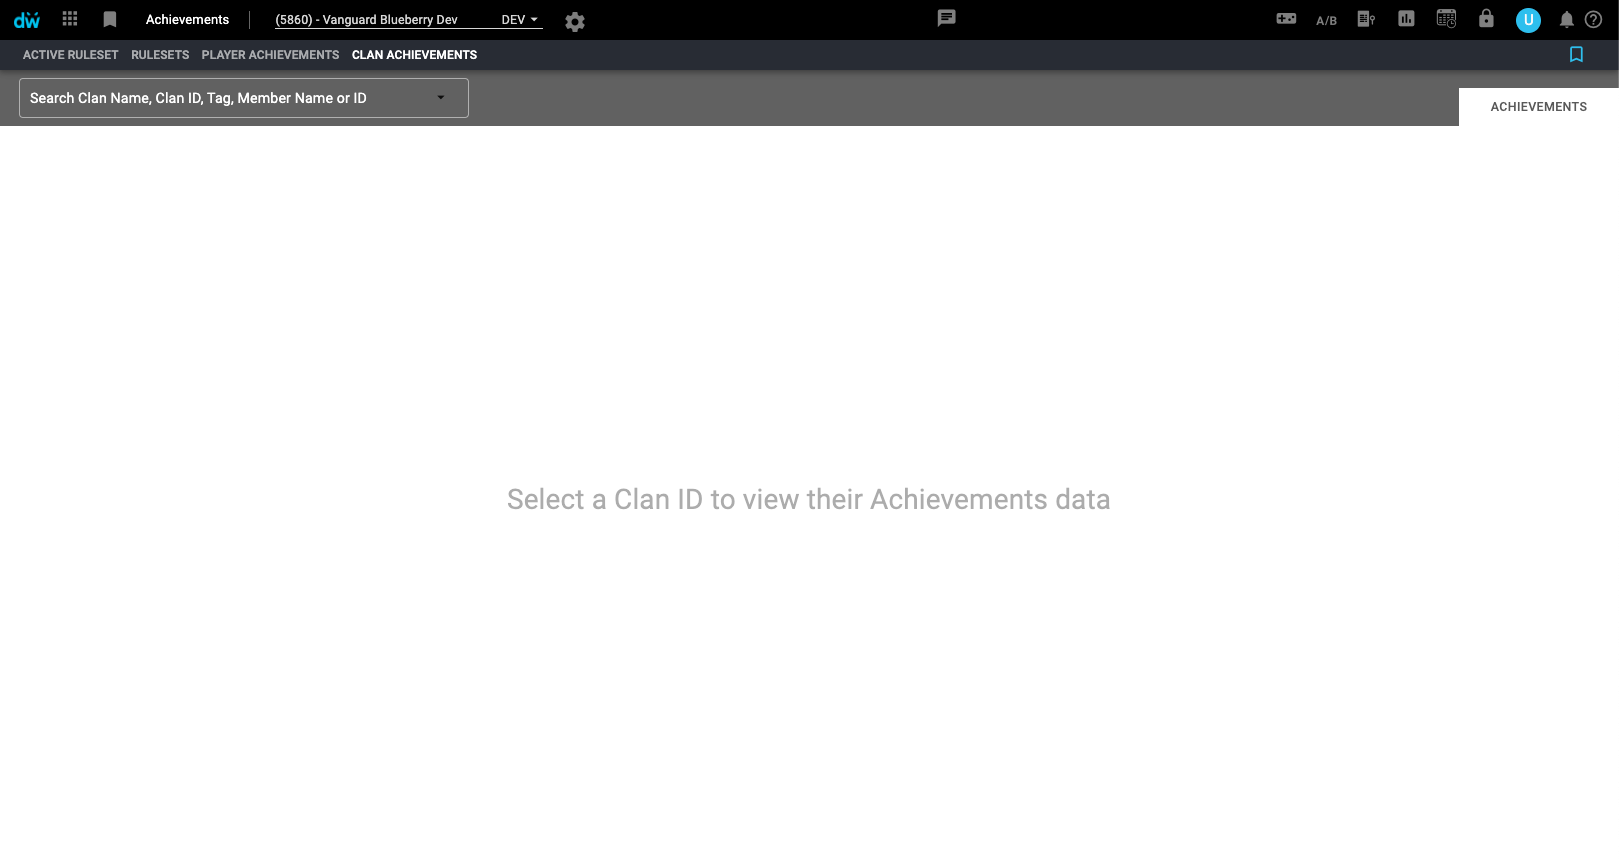 dw Achievements (5860) - Vanguard Blueberry Dev DEV A/B U
ACTIVE RULESET RULESETS PLAYER ACHIEVEMENTS CLAN ACHIEVEMENTS
Search Clan Name, Clan ID, Tag, Member Name or ID
ACHIEVEMENTS
Select a Clan ID to view their Achievements data